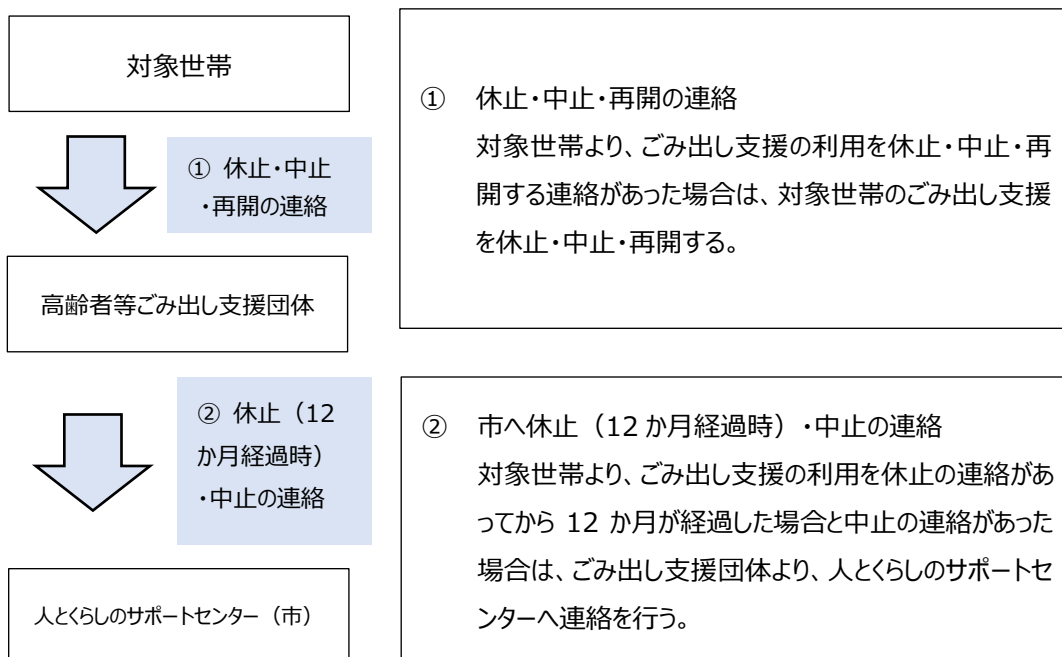 対象世帯
① 休止・中止
・再開の連絡
高齢者等ごみ出し支援団体
② 休止（12
か月経過時）
・中止の連絡
人とくらしのサポートセンター（市）
① 休止・中止・再開の連絡
対象世帯より、ごみ出し支援の利用を休止・中止・再
開する連絡があった場合は、対象世帯のごみ出し支援
を休止・中止・再開する。
② 市へ休止（12 か月経過時）・中止の連絡
対象世帯より、ごみ出し支援の利用を休止の連絡があ
ってから 12 か月が経過した場合と中止の連絡があった
場合は、ごみ出し支援団体より、人とくらしのサポートセ
ンターへ連絡を行う。